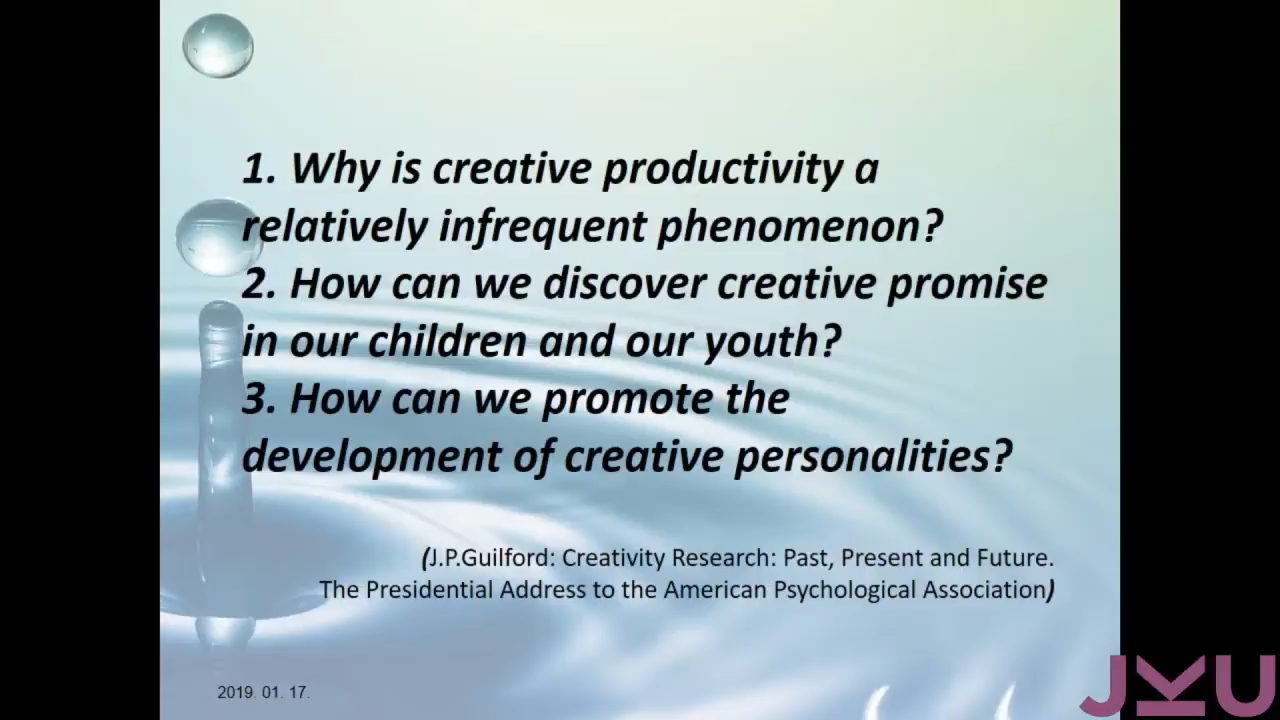 1. Why is creative productivity a
relatively infrequent phenomenon?
2. How can we discover creative promise
in our children and our youth?
3. How can we promote the
development of creative personalities?
(J.P.Guilford: Creativity Research: Past, Present and Future.
The Presidential Address to the American Psychological Association)
2019. 01. 17.
JKU